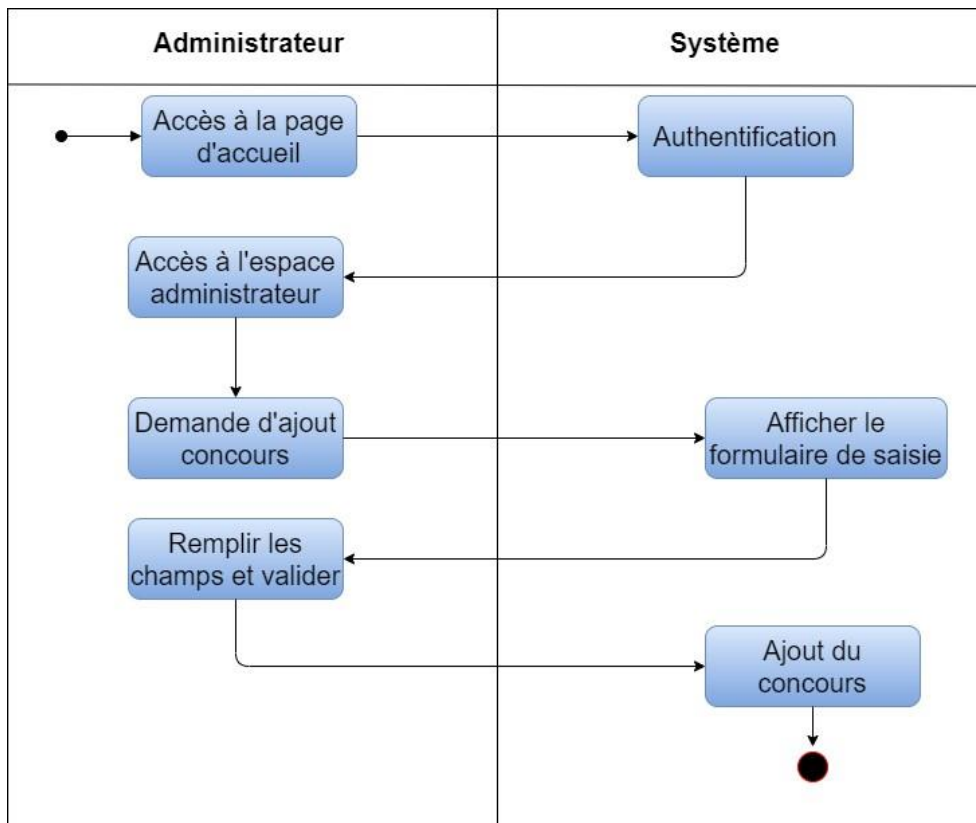 Administrateur
Système
Accès à la page
d'accueil
Authentification
Accès à l'espace
administrateur
Demande d'ajout
concours
Afficher le
formulaire de saisie
Remplir les
champs et valider
Ajout du
concours